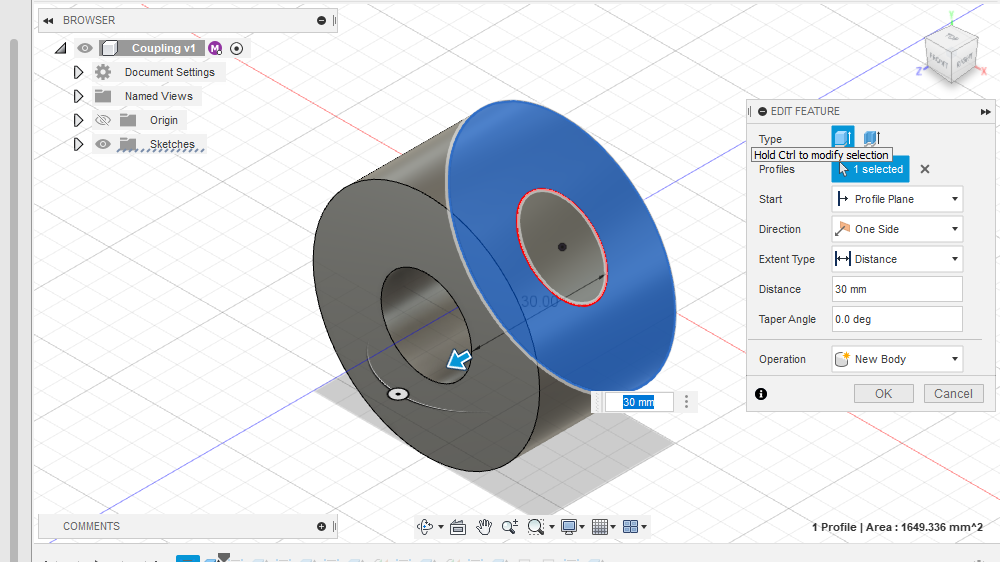 BROWSER
Coupling v1
M
Document Settings
Named Views
Origin
Sketches
EDIT FEATURE
Type
Hold Ctrl to modify selection
Profiles
1 selected
Start
Profile Plane
Direction
One Side
Extent Type
Distance
Distance
30 mm
Taper Angle
0.0 deg
Operation
New Body
OK
Cancel
30.00
30 mm
Y
Z
X
FRONT
RIGHT
COMMENTS
1 Profile | Area : 1649.336 mm^2